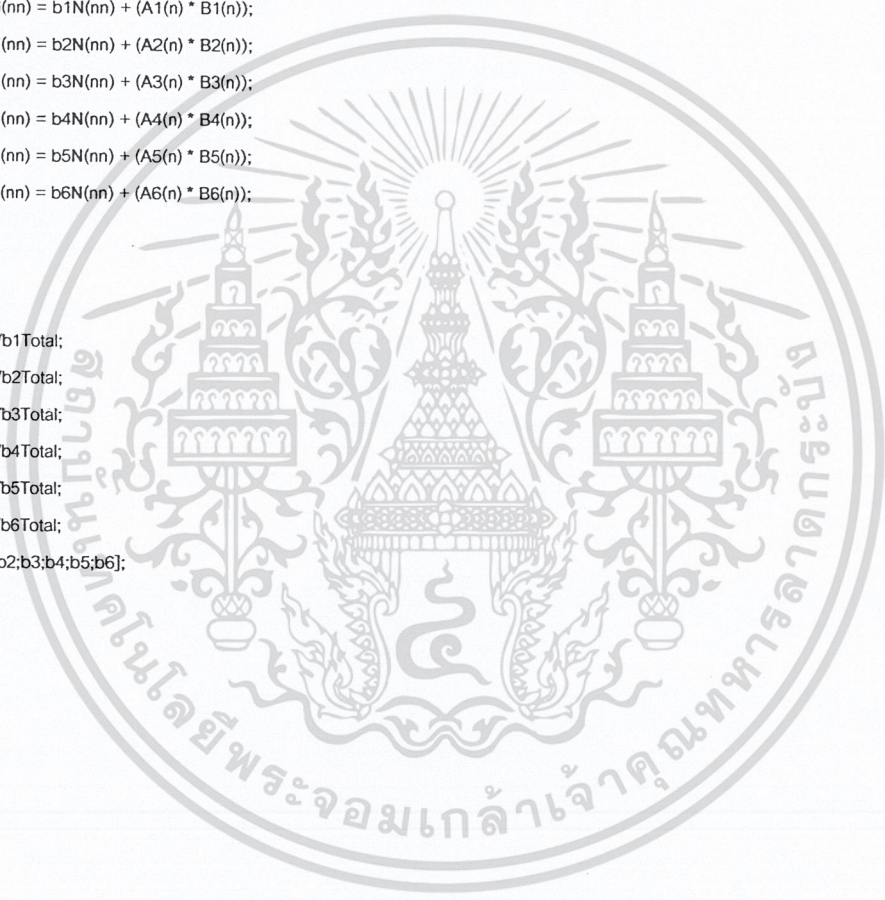 (nn) = b1N(nn) + (A1(n) * B1(n));
(nn) = b2N(nn) + (A2(n) * B2(n));
(nn) = b3N(nn) + (A3(n) * B3(n));
(nn) = b4N(nn) + (A4(n) * B4(n));
(nn) = b5N(nn) + (A5(n) * B5(n));
(nn) = b6N(nn) + (A6(n) * B6(n));
/b1Total;
/b2Total;
/b3Total;
/b4Total;
/b5Total;
/b6Total;
b2;b3;b4;b5;b6];
สถาบันเทคโนโลยีพระจอมเกล้าเจ้าคุณทหารลาดกระบัง
๔